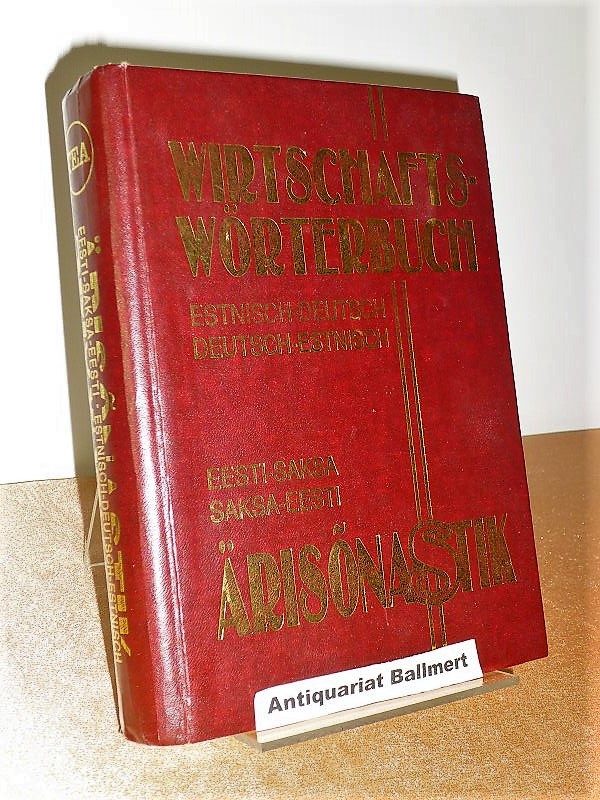 WIRTSCHAFTS-
WÖRTERBUCH
ESTNISCH-DEUTSCH
DEUTSCH-ESTNISCH
EESTI-SAKSA
SAKSA-EESTI
ÄRISÕNASTIK
TEA
ÄRISÕNASTIK
EESTI-SAKSA-EESTI · ESTNISCH-DEUTSCH-ESTNISCH
Antiquariat Ballmert